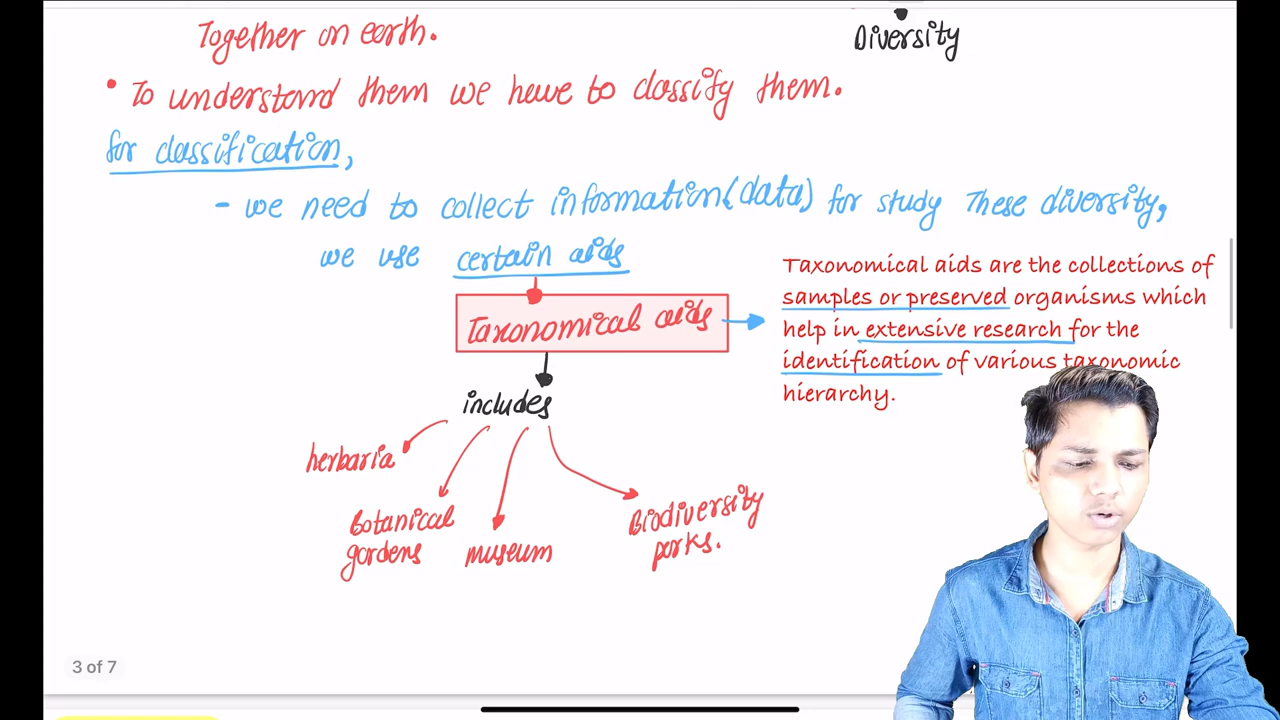 Together on earth.
Diversity
• To understand them we have to classify them.
for classification,
- we need to collect information(data) for study These diversity,
we use certain aids
Taxonomical aids
Taxonomical aids are the collections of
samples or preserved organisms which
help in extensive research for the
identification of various taxonomic
hierarchy.
includes
herbaria
Botanical
gardens
museum
Biodiversity
parks.
3 of 7